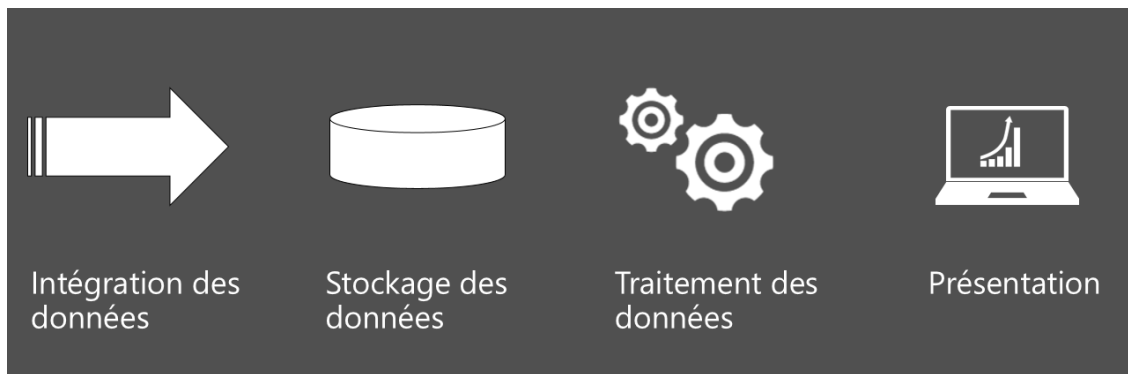 Intégration des
données
Stockage des
données
Traitement des
données
Présentation